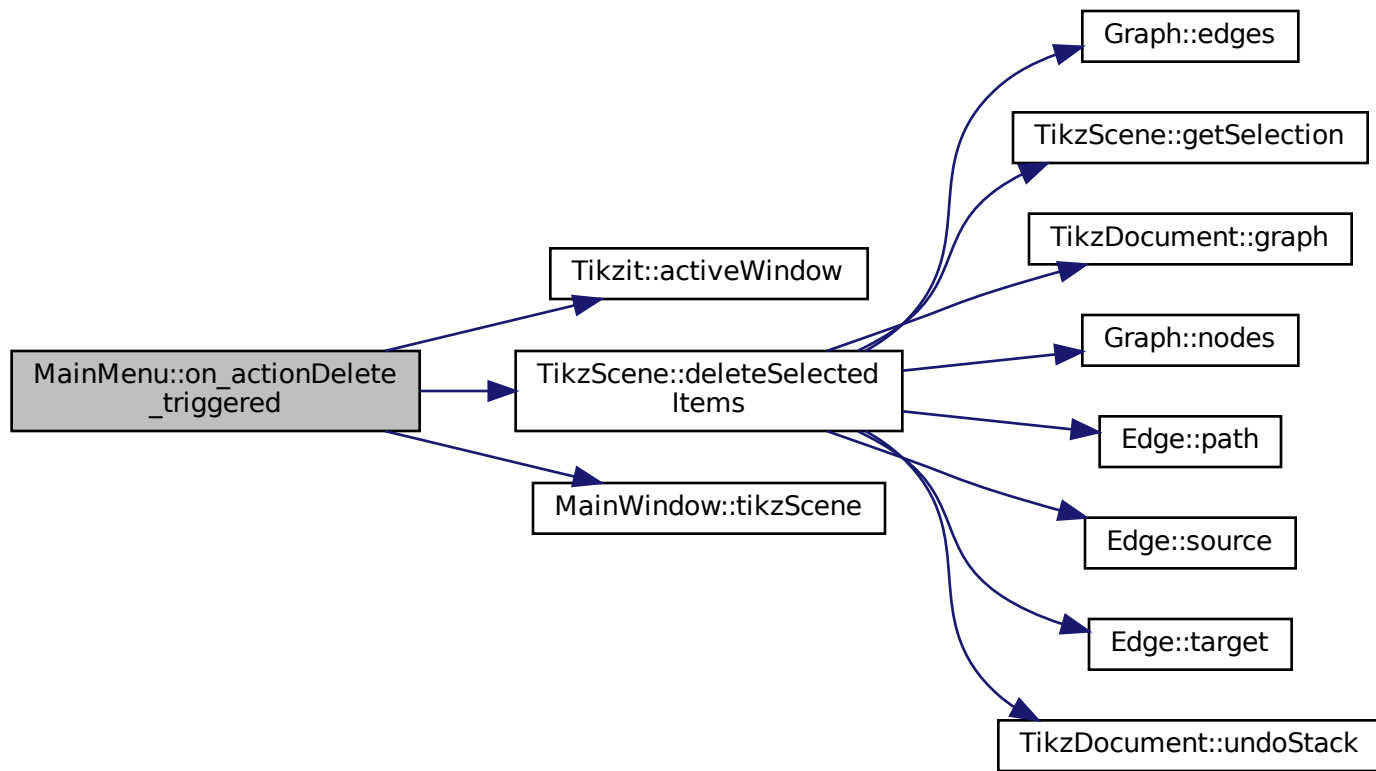 MainMenu::on_actionDelete
_triggered
Tikzit::activeWindow
TikzScene::deleteSelected
Items
MainWindow::tikzScene
Graph::edges
TikzScene::getSelection
TikzDocument::graph
Graph::nodes
Edge::path
Edge::source
Edge::target
TikzDocument::undoStack